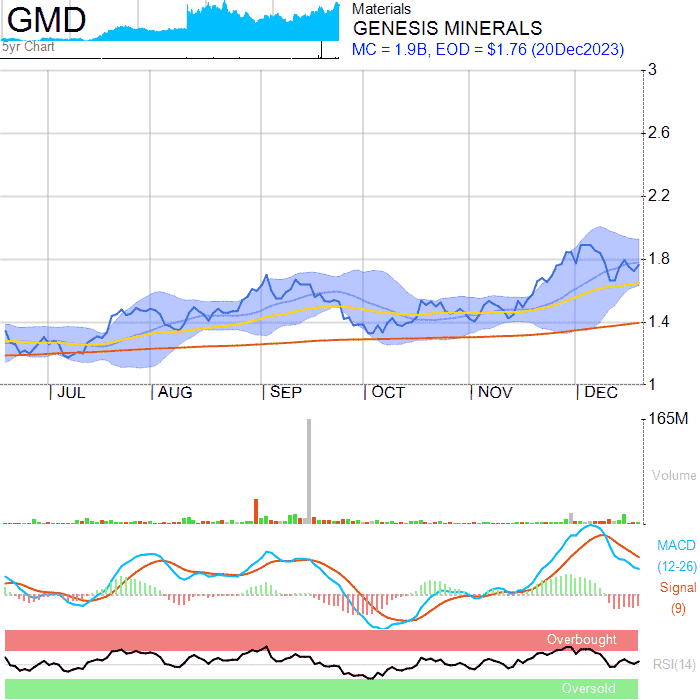 GMD
5yr Chart
Materials
GENESIS MINERALS
MC = 1.9B, EOD = $1.76 (20Dec2023)
3
2.6
2.2
1.8
1.4
1
JUL AUG SEP OCT NOV DEC
165M
Volume
MACD
(12-26)
Signal
(9)
Overbought
RSI(14)
Oversold